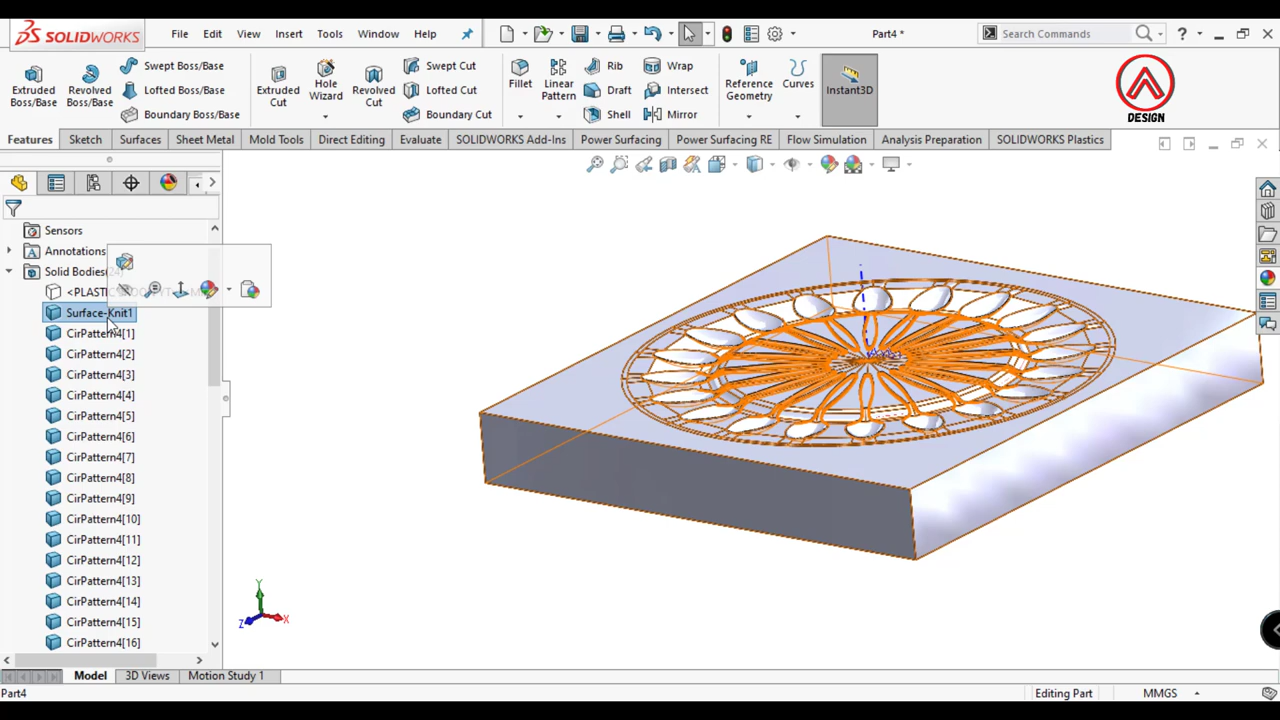 SOLIDWORKS
File
Edit
View
Insert
Tools
Window
Help
Part4 *
Search Commands
?
Extruded Boss/Base
Revolved Boss/Base
Swept Boss/Base
Lofted Boss/Base
Boundary Boss/Base
Extruded Cut
Hole Wizard
Revolved Cut
Swept Cut
Lofted Cut
Boundary Cut
Fillet
Linear Pattern
Rib
Draft
Shell
Wrap
Intersect
Mirror
Reference Geometry
Curves
Instant3D
DESIGN
Features
Sketch
Surfaces
Sheet Metal
Mold Tools
Direct Editing
Evaluate
SOLIDWORKS Add-Ins
Power Surfacing
Power Surfacing RE
Flow Simulation
Analysis Preparation
SOLIDWORKS Plastics
Sensors
Annotations
Solid Bodies(24)
Surface-Knit1
CirPattern4[1]
CirPattern4[2]
CirPattern4[3]
CirPattern4[4]
CirPattern4[5]
CirPattern4[6]
CirPattern4[7]
CirPattern4[8]
CirPattern4[9]
CirPattern4[10]
CirPattern4[11]
CirPattern4[12]
CirPattern4[13]
CirPattern4[14]
CirPattern4[15]
CirPattern4[16]
Y
Z
X
Model
3D Views
Motion Study 1
Part4
Editing Part
MMGS